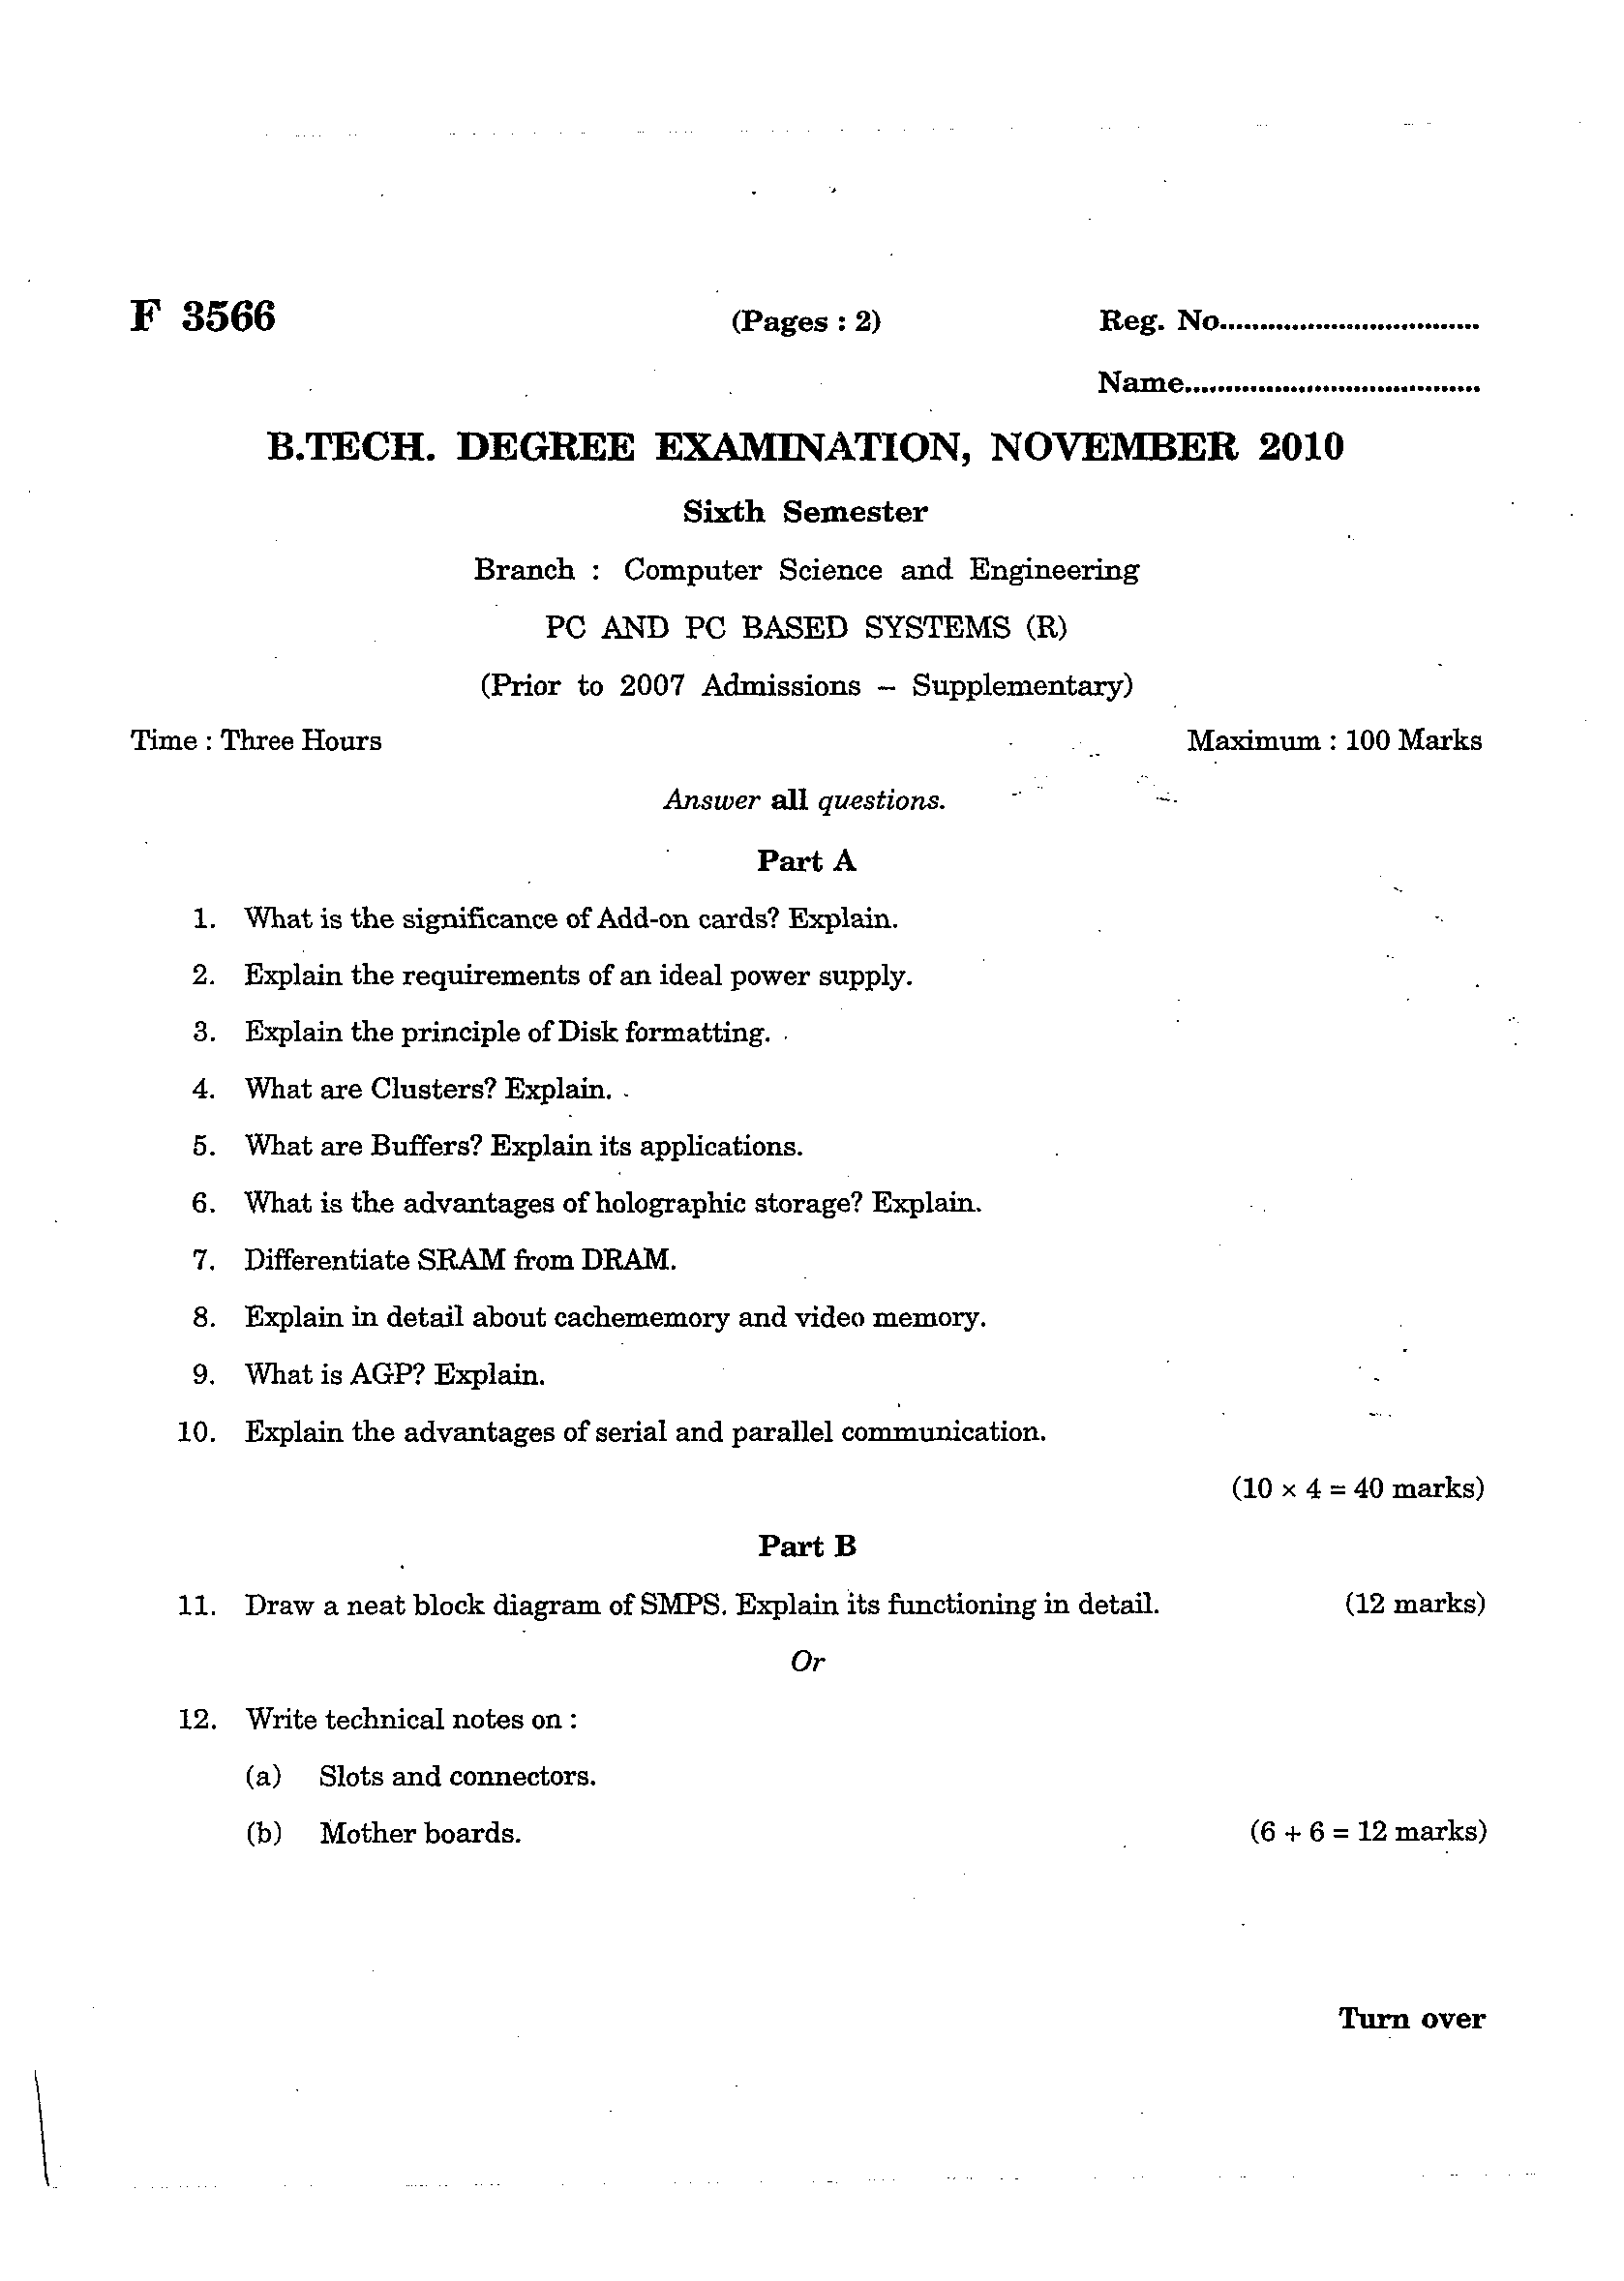 F 3566
(Pages : 2)
Reg. No................................
Name....................................
B.TECH. DEGREE EXAMINATION, NOVEMBER 2010
Sixth Semester
Branch : Computer Science and Engineering
PC AND PC BASED SYSTEMS (R)
(Prior to 2007 Admissions – Supplementary)
Time : Three Hours
Maximum : 100 Marks
Answer all questions.
Part A
1. What is the significance of Add-on cards? Explain.
2. Explain the requirements of an ideal power supply.
3. Explain the principle of Disk formatting.
4. What are Clusters? Explain.
5. What are Buffers? Explain its applications.
6. What is the advantages of holographic storage? Explain.
7. Differentiate SRAM from DRAM.
8. Explain in detail about cachememory and video memory.
9. What is AGP? Explain.
10. Explain the advantages of serial and parallel communication.
(10 × 4 = 40 marks)
Part B
11. Draw a neat block diagram of SMPS. Explain its functioning in detail. (12 marks)
Or
12. Write technical notes on :
(a) Slots and connectors.
(b) Mother boards. (6 + 6 = 12 marks)
Turn over